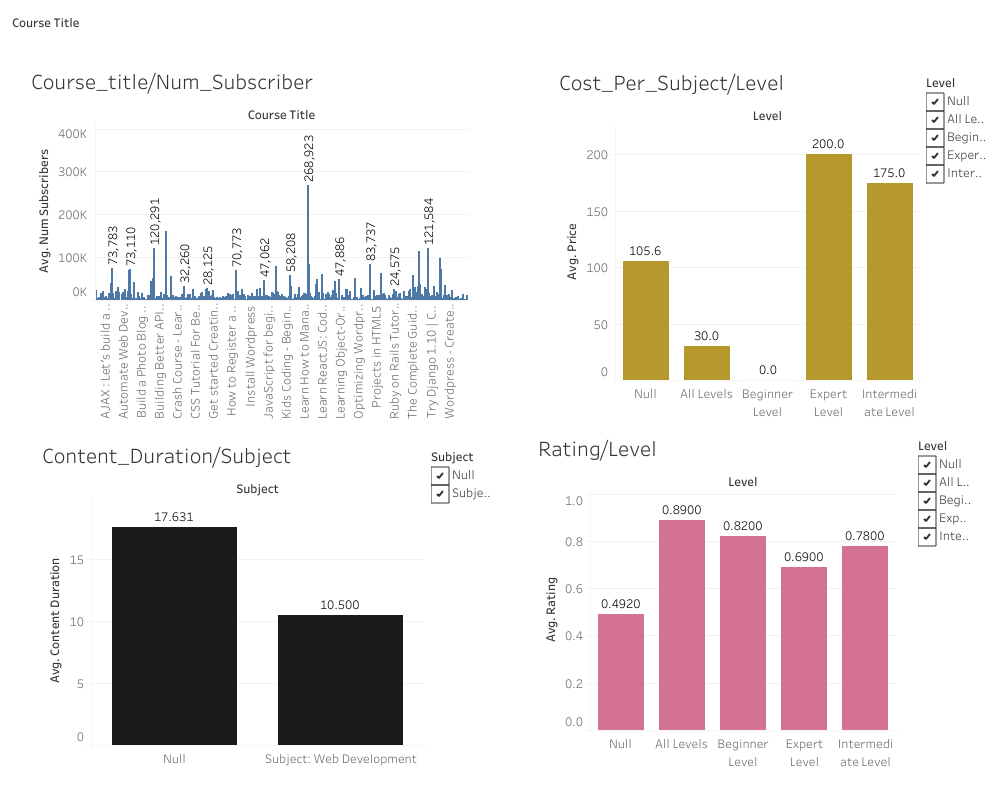 Course Title
Course_title/Num_Subscriber
Course Title
Avg. Num Subscribers
400K
300K
200K
100K
0K
73,783
73,110
120,291
32,260
28,125
70,773
47,062
58,208
268,923
47,886
83,737
24,575
121,584
AJAX: Let's build a ..
Automate Web Dev..
Build a Photo Blog ..
Building Better API..
Crash Course - Lear..
CSS Tutorial For Be..
Get started Creatin..
How to Register a ..
Install Wordpress
JavaScript for begi..
Kids Coding - Begin..
Learn How to Mana..
Learn ReactJS: Cod..
Learning Object-Or..
Optimizing Wordpr..
Projects in HTML5
Ruby on Rails Tutor..
The Complete Guid..
Try Django 1.10 | C..
Wordpress - Create..
Cost_Per_Subject/Level
Level
Avg. Price
200
150
100
50
0
105.6
30.0
0.0
200.0
175.0
Null
All Levels
Beginner
Level
Expert
Level
Intermedi
ate Level
Level
Null
All Le..
Begin..
Exper..
Inter..
Content_Duration/Subject
Subject
Avg. Content Duration
15
10
5
0
17.631
10.500
Null
Subject: Web Development
Subject
Null
Subje..
Rating/Level
Level
Avg. Rating
1.0
0.8
0.6
0.4
0.2
0.0
0.4920
0.8900
0.8200
0.6900
0.7800
Null
All Levels
Beginner
Level
Expert
Level
Intermedi
ate Level
Level
Null
All L..
Begi..
Exp..
Inte..